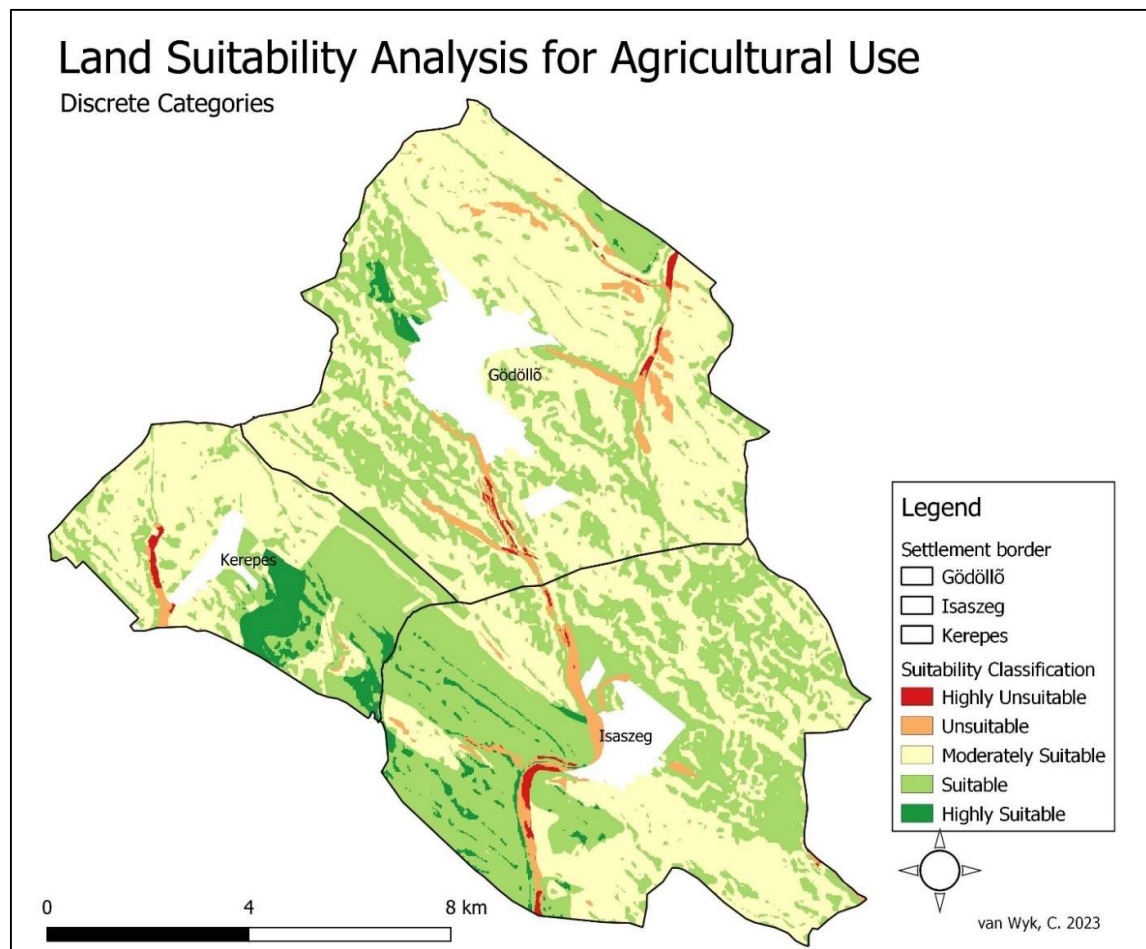 Land Suitability Analysis for Agricultural Use
Discrete Categories
Gödöllõ
Kerepes
Isaszeg
Legend
Settlement border
Gödöllõ
Isaszeg
Kerepes
Suitability Classification
Highly Unsuitable
Unsuitable
Moderately Suitable
Suitable
Highly Suitable
0 4 8 km
van Wyk, C. 2023